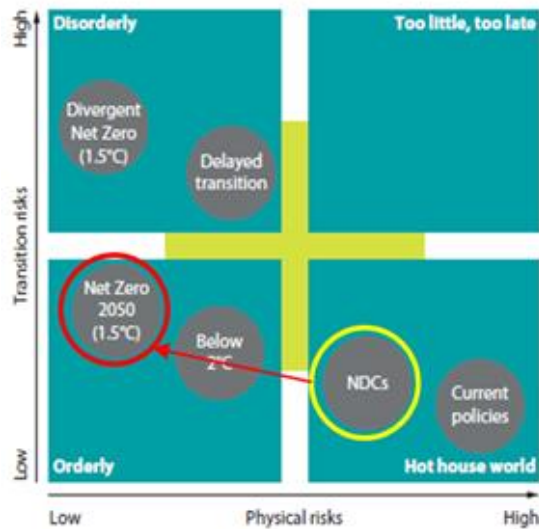 High
Disorderly
Too little, too late
Divergent
Net Zero
(1.5°C)
Delayed
transition
Transition risks
Net Zero
2050
(1.5°C)
Below
2°C
NDCs
Current
policies
Low
Orderly
Hot house world
Low
Physical risks
High